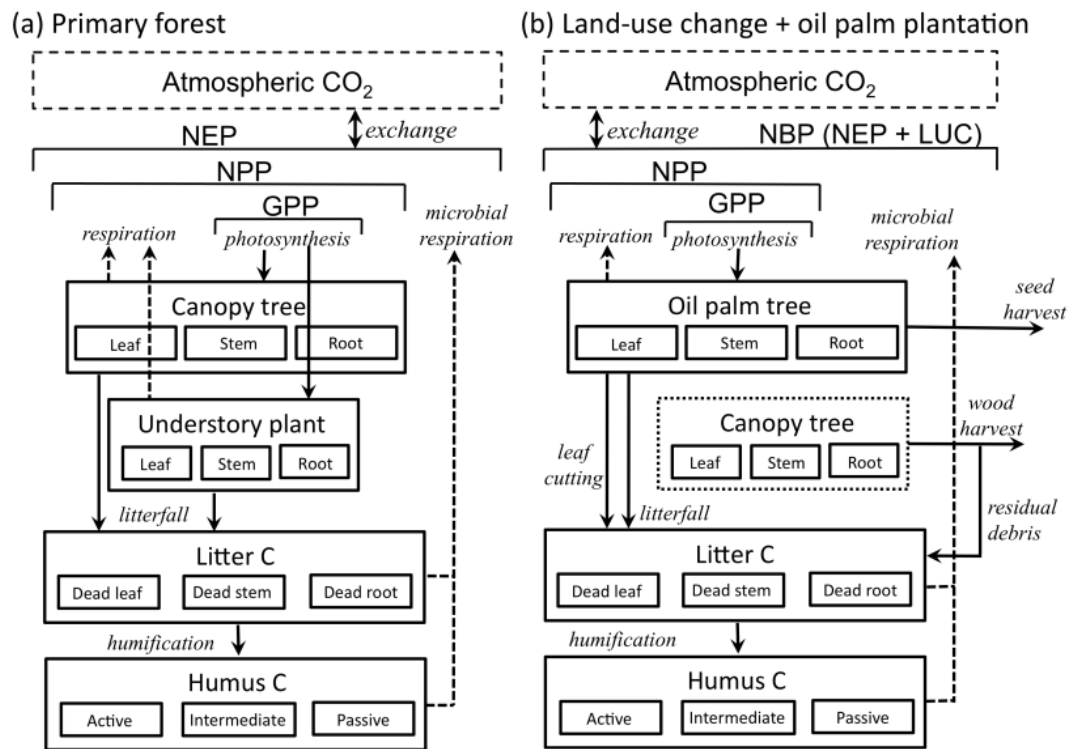 (a) Primary forest
Atmospheric CO₂
exchange
NEP
NPP
GPP
respiration
photosynthesis
microbial
respiration
Canopy tree
Leaf
Stem
Root
Understory plant
Leaf
Stem
Root
litterfall
Litter C
Dead leaf
Dead stem
Dead root
humification
Humus C
Active
Intermediate
Passive
(b) Land-use change + oil palm plantation
Atmospheric CO₂
exchange
NBP (NEP + LUC)
NPP
GPP
respiration
photosynthesis
microbial
respiration
Oil palm tree
Leaf
Stem
Root
seed
harvest
Canopy tree
Leaf
Stem
Root
wood
harvest
leaf
cutting
litterfall
residual
debris
Litter C
Dead leaf
Dead stem
Dead root
humification
Humus C
Active
Intermediate
Passive